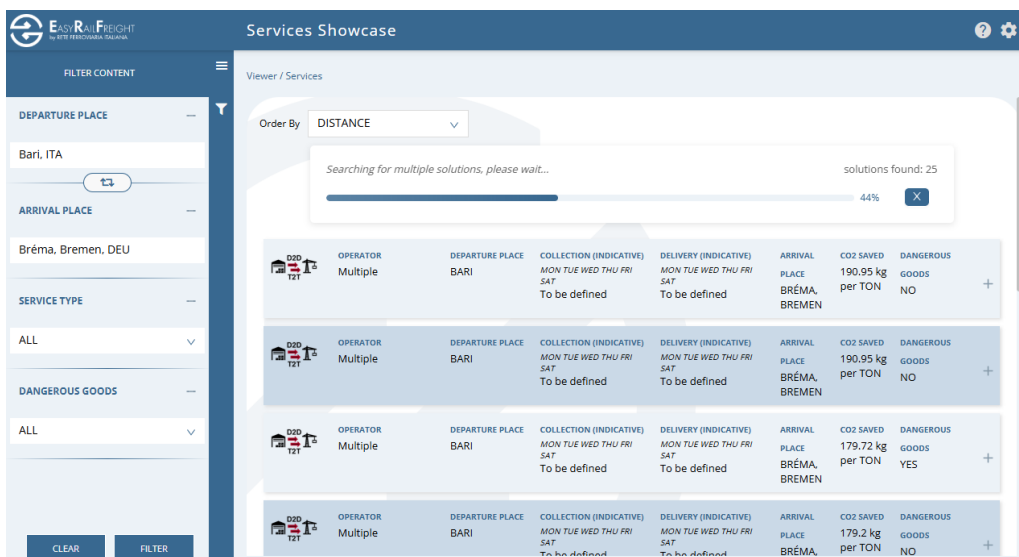 EASYRAILFREIGHT
by RETE FERROVIARIA ITALIANA
Services Showcase
FILTER CONTENT
Viewer / Services
DEPARTURE PLACE
Bari, ITA
ARRIVAL PLACE
Bréma, Bremen, DEU
SERVICE TYPE
ALL
DANGEROUS GOODS
ALL
CLEAR FILTER
Order By DISTANCE
Searching for multiple solutions, please wait... solutions found: 25
44% X
D2D
T2T
OPERATOR
Multiple
DEPARTURE PLACE
BARI
COLLECTION (INDICATIVE)
MON TUE WED THU FRI
SAT
To be defined
DELIVERY (INDICATIVE)
MON TUE WED THU FRI
SAT
To be defined
ARRIVAL
PLACE
BRÉMA,
BREMEN
CO2 SAVED
190.95 kg
per TON
DANGEROUS
GOODS
NO
+
D2D
T2T
OPERATOR
Multiple
DEPARTURE PLACE
BARI
COLLECTION (INDICATIVE)
MON TUE WED THU FRI
SAT
To be defined
DELIVERY (INDICATIVE)
MON TUE WED THU FRI
SAT
To be defined
ARRIVAL
PLACE
BRÉMA,
BREMEN
CO2 SAVED
190.95 kg
per TON
DANGEROUS
GOODS
NO
+
D2D
T2T
OPERATOR
Multiple
DEPARTURE PLACE
BARI
COLLECTION (INDICATIVE)
MON TUE WED THU FRI
SAT
To be defined
DELIVERY (INDICATIVE)
MON TUE WED THU FRI
SAT
To be defined
ARRIVAL
PLACE
BRÉMA,
BREMEN
CO2 SAVED
179.72 kg
per TON
DANGEROUS
GOODS
YES
+
D2D
T2T
OPERATOR
Multiple
DEPARTURE PLACE
BARI
COLLECTION (INDICATIVE)
MON TUE WED THU FRI
SAT
To be defined
DELIVERY (INDICATIVE)
MON TUE WED THU FRI
SAT
To be defined
ARRIVAL
PLACE
BRÉMA,
CO2 SAVED
179.2 kg
per TON
DANGEROUS
GOODS
NO
+